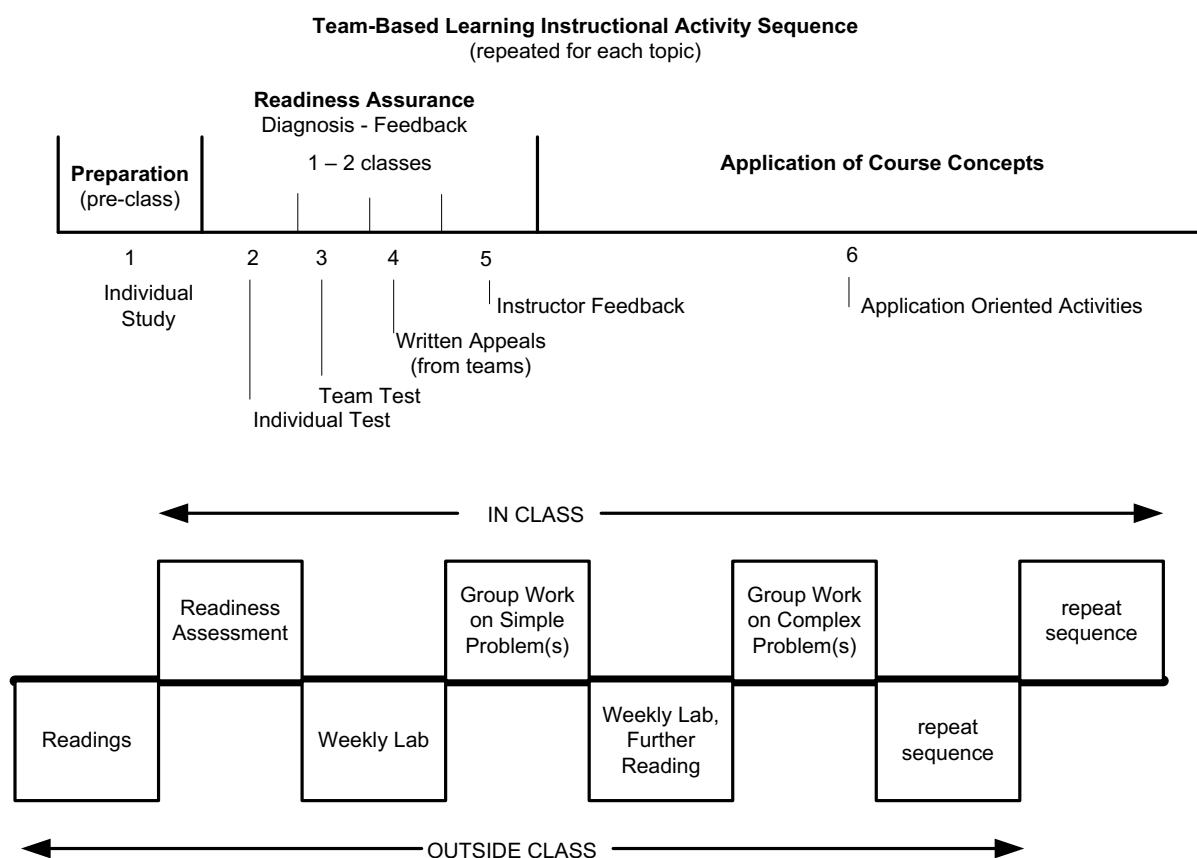 Team-Based Learning Instructional Activity Sequence
(repeated for each topic)
Readiness Assurance
Diagnosis - Feedback
1 – 2 classes
Preparation
(pre-class)
Application of Course Concepts
1
2
3
4
5
6
Individual
Study
Instructor Feedback
Application Oriented Activities
Written Appeals
(from teams)
Team Test
Individual Test
IN CLASS
Readiness
Assessment
Group Work
on Simple
Problem(s)
Group Work
on Complex
Problem(s)
repeat
sequence
Readings
Weekly Lab
Weekly Lab,
Further
Reading
repeat
sequence
OUTSIDE CLASS